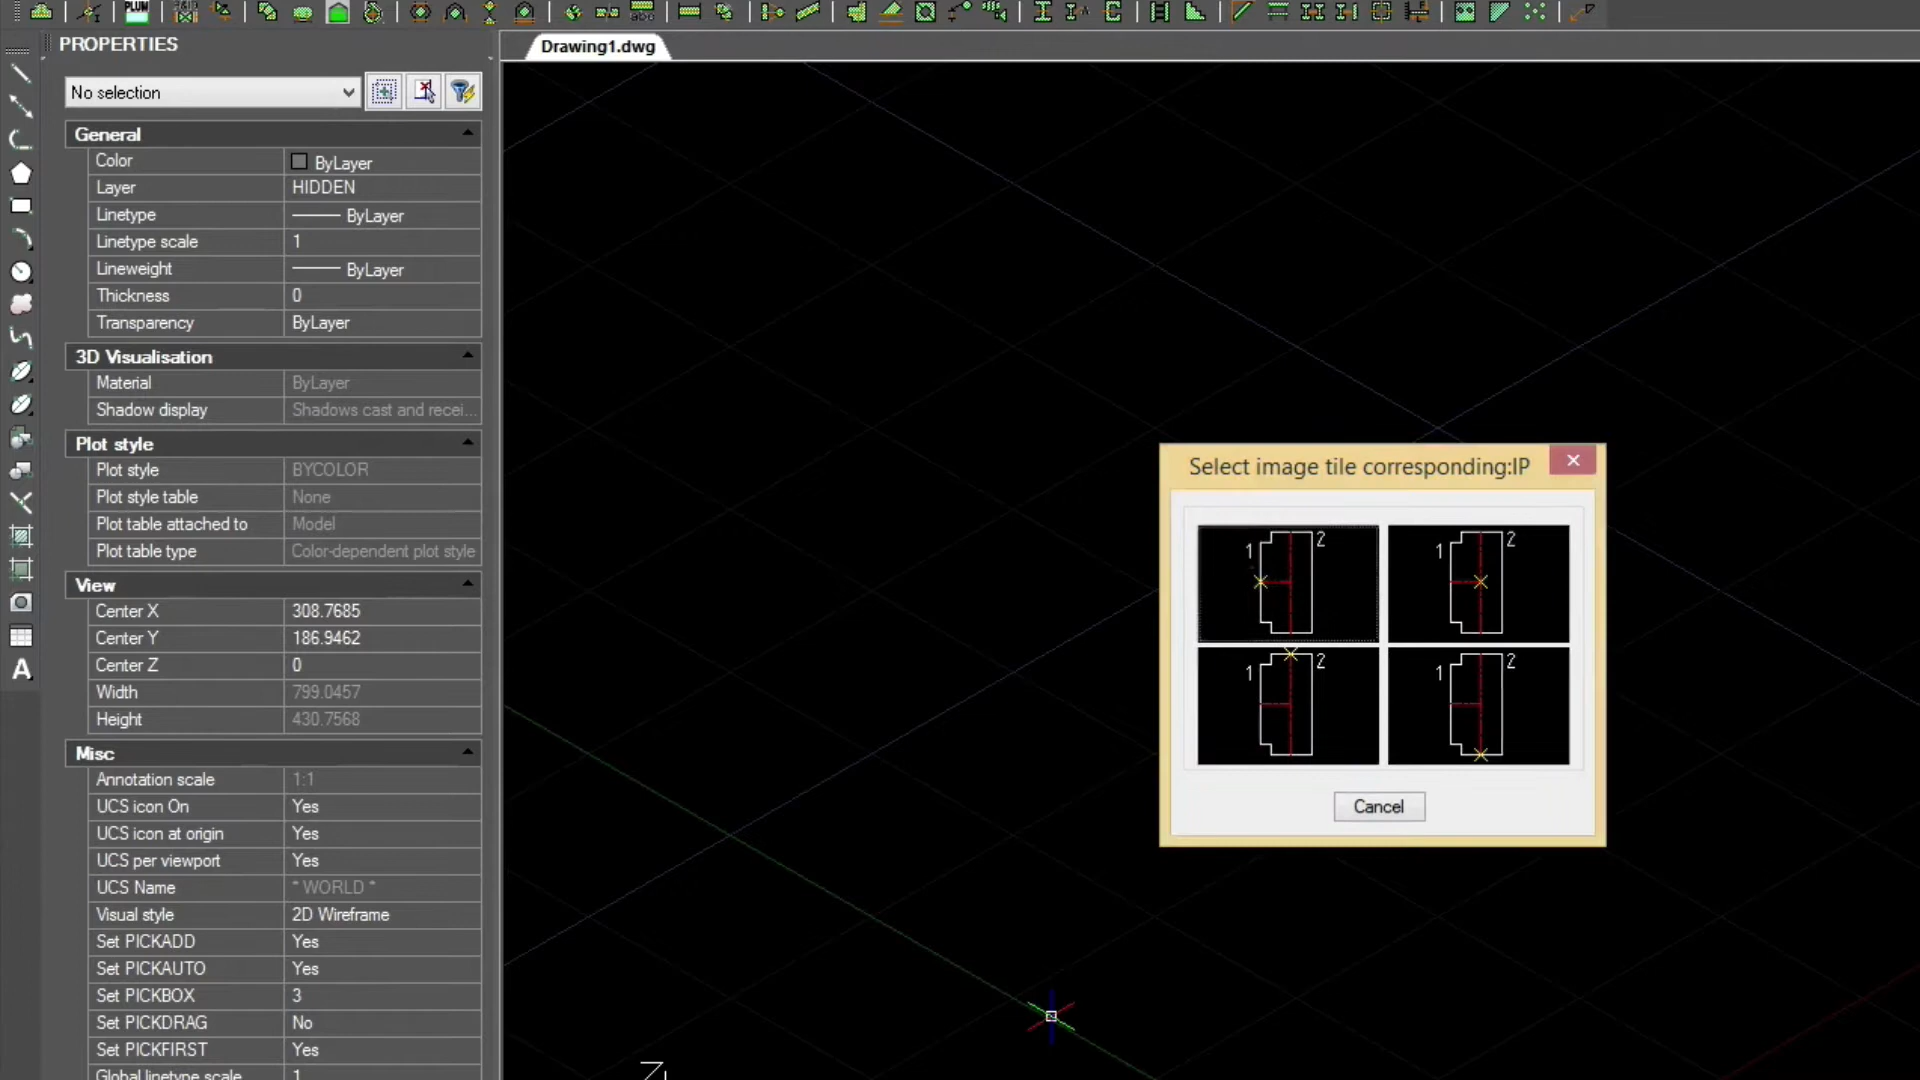 PLUM
PROPERTIES
Drawing1.dwg
No selection
General
Color ByLayer
Layer HIDDEN
Linetype ByLayer
Linetype scale 1
Lineweight ByLayer
Thickness 0
Transparency ByLayer
3D Visualisation
Material ByLayer
Shadow display Shadows cast and recei...
Plot style
Plot style BYCOLOR
Plot style table None
Plot table attached to Model
Plot table type Color-dependent plot style
View
Center X 308.7685
Center Y 186.9462
Center Z 0
Width 799.0457
Height 430.7568
Misc
Annotation scale 1:1
UCS icon On Yes
UCS icon at origin Yes
UCS per viewport Yes
UCS Name * WORLD *
Visual style 2D Wireframe
Set PICKADD Yes
Set PICKAUTO Yes
Set PICKBOX 3
Set PICKDRAG No
Set PICKFIRST Yes
Global linetype scale 1
A
Select image tile corresponding:IP
1 2 1 2
1 2 1 2
Cancel
Z